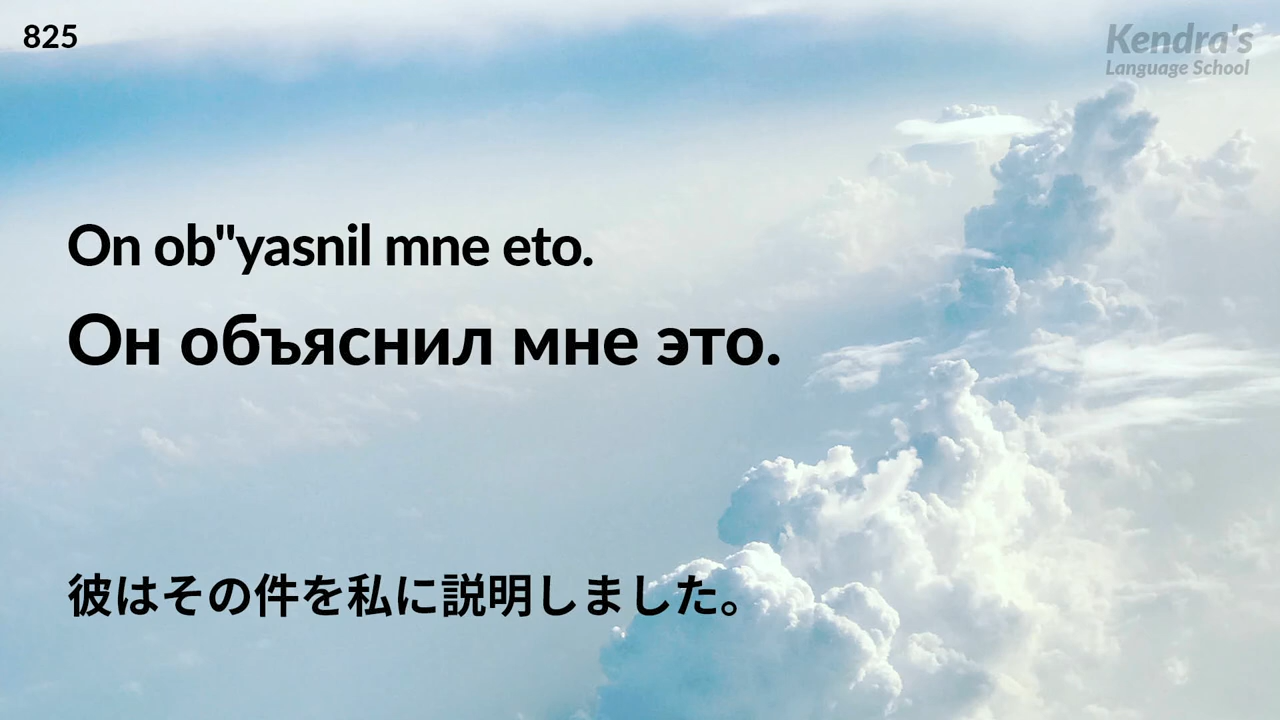 825
Kendra's
Language School
On ob"yasnil mne eto.
Он объяснил мне это.
彼はその件を私に説明しました。